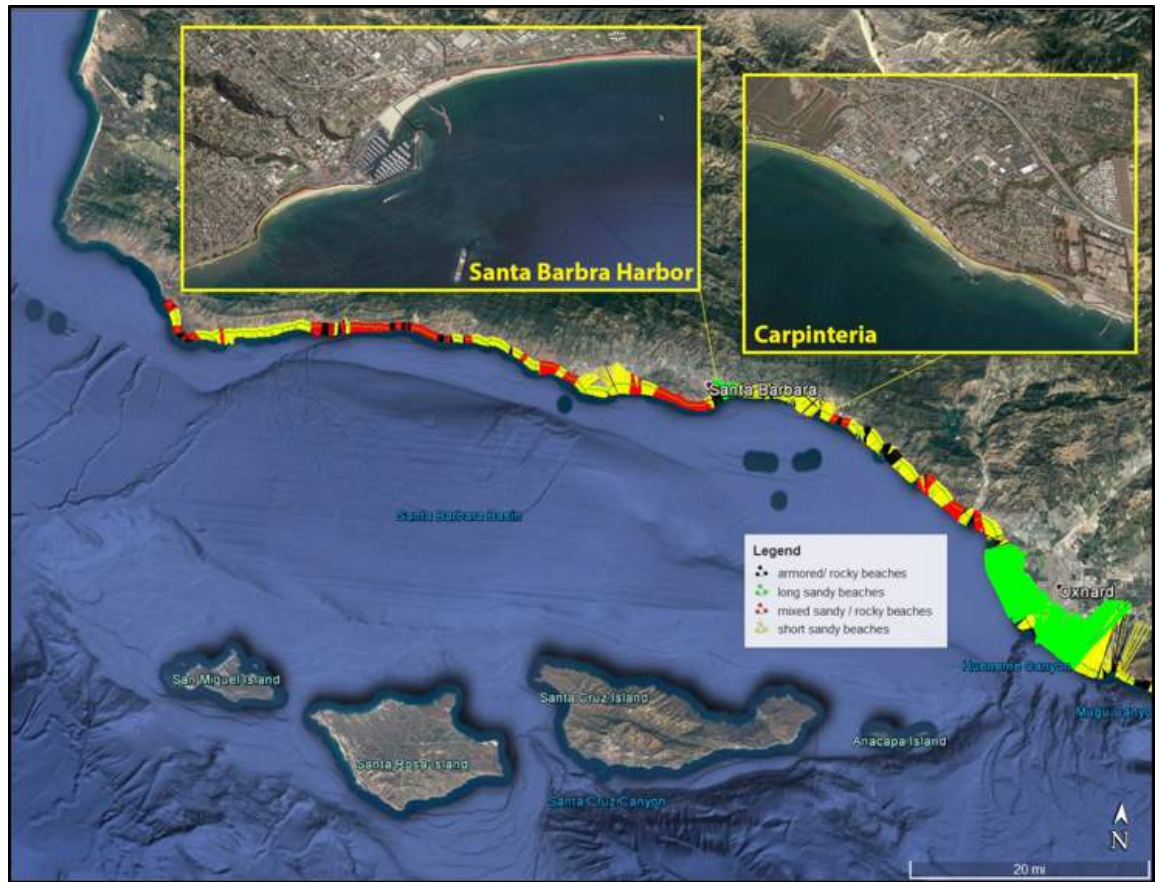 Santa Barbra Harbor
Carpinteria
Santa Barbara
Santa Barbara Basin
Legend
armored/ rocky beaches
long sandy beaches
mixed sandy / rocky beaches
short sandy beaches
Oxnard
Hueneme Canyon
San Miguel Island
Santa Cruz Island
Mugu Canyo
Anacapa Island
Santa Rosa Island
Santa Cruz Canyon
N
20 mi